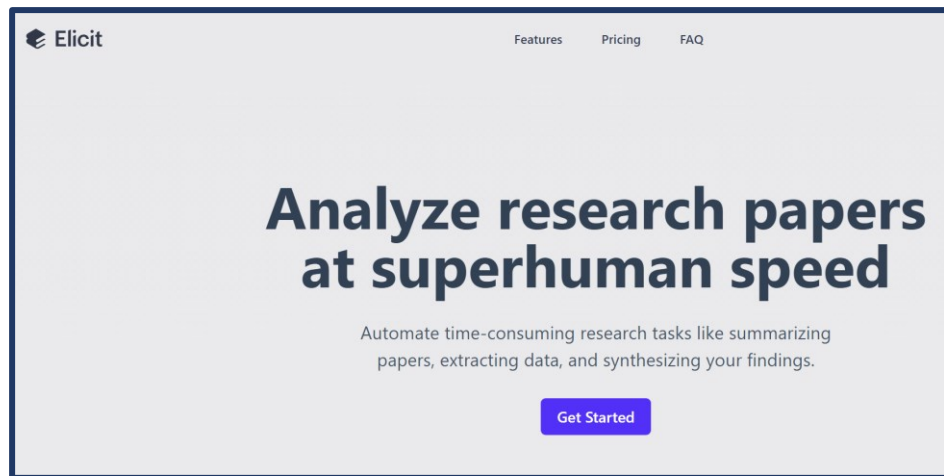 Elicit
Features Pricing FAQ
Analyze research papers
at superhuman speed
Automate time-consuming research tasks like summarizing
papers, extracting data, and synthesizing your findings.
Get Started